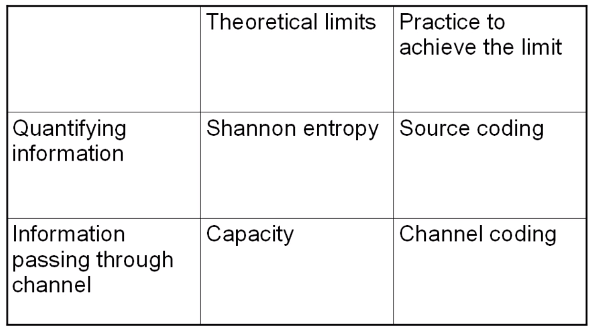 Theoretical limits
Practice to
achieve the limit
Quantifying
information
Shannon entropy
Source coding
Information
passing through
channel
Capacity
Channel coding